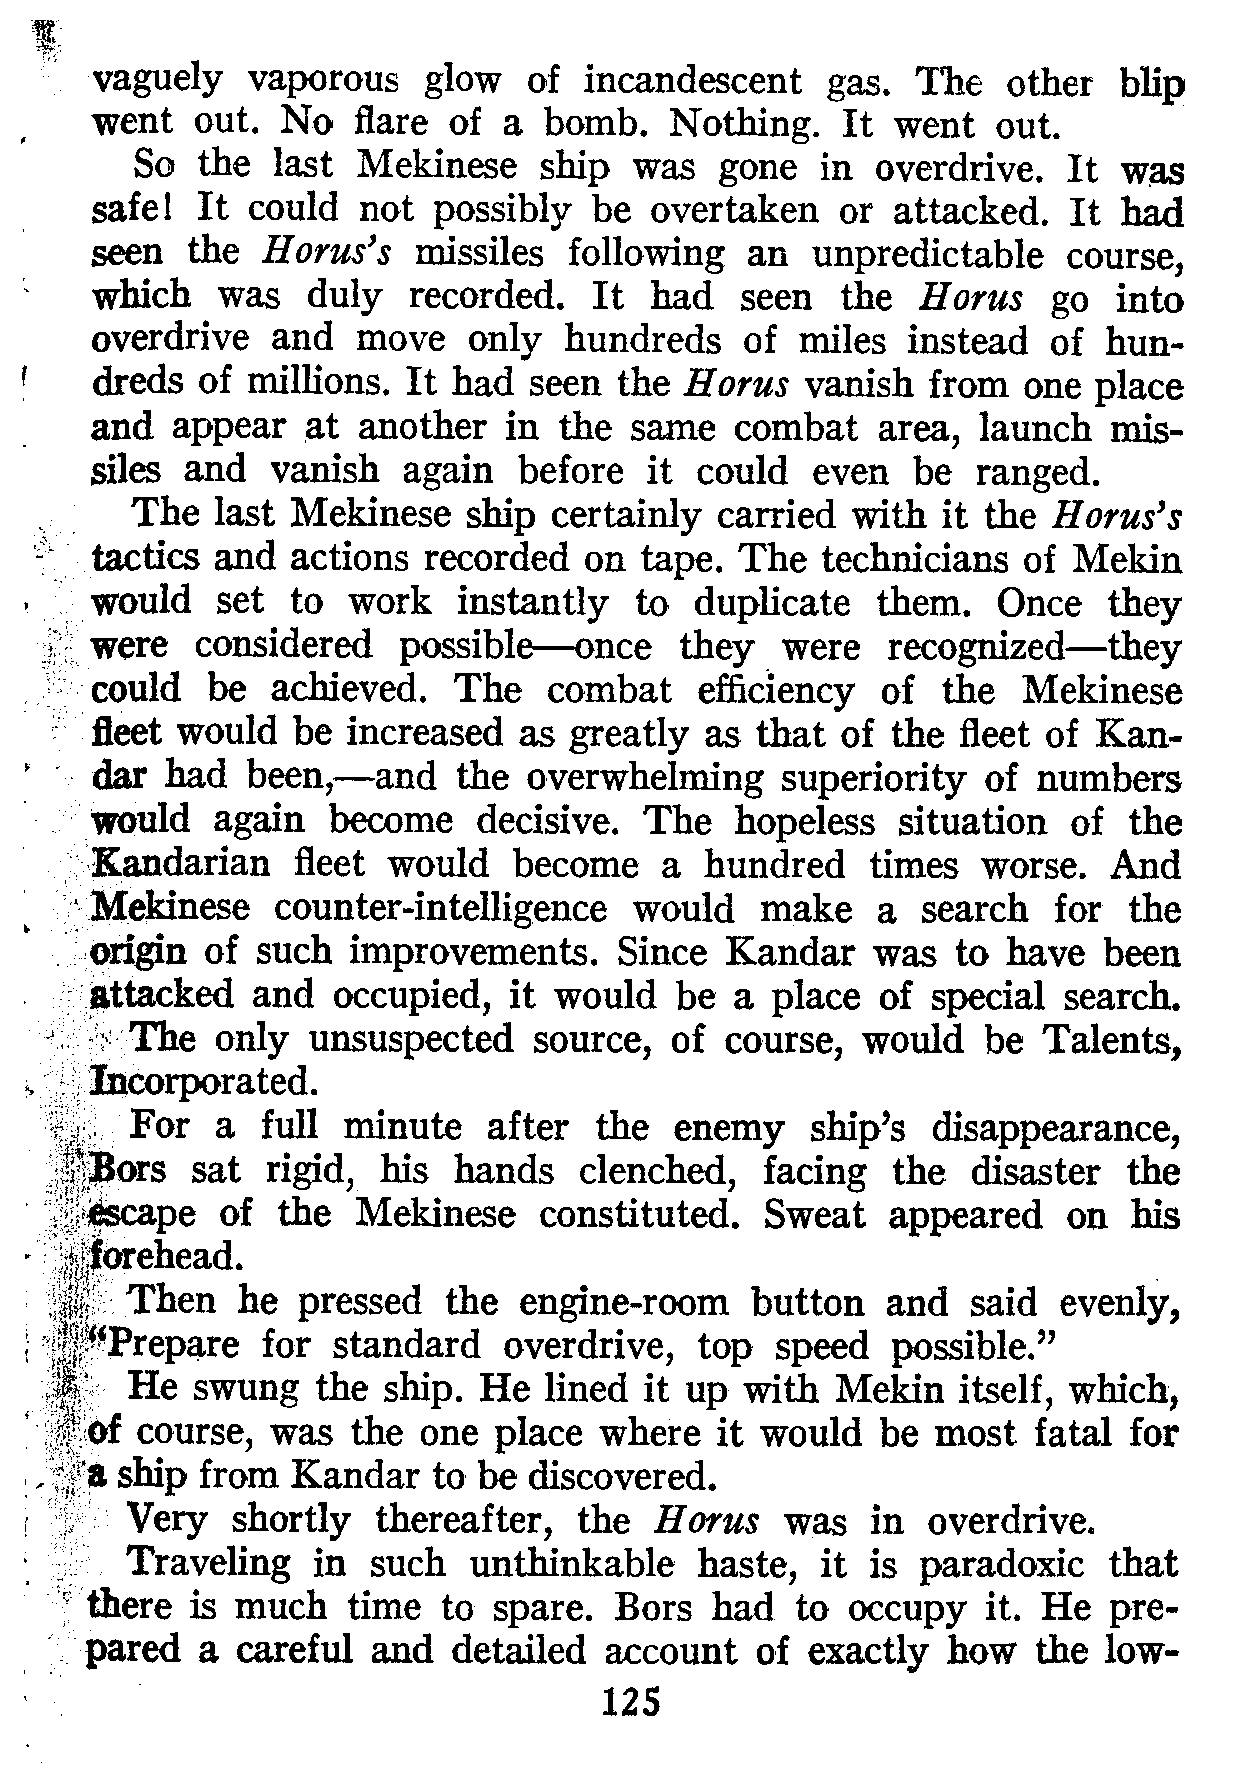 vaguely vaporous glow of incandescent gas. The other blip
went out. No flare of a bomb. Nothing. It went out.
So the last Mekinese ship was gone in overdrive. It was
safe! It could not possibly be overtaken or attacked. It had
seen the Horus's missiles following an unpredictable course,
which was duly recorded. It had seen the Horus go into
overdrive and move only hundreds of miles instead of hun-
dreds of millions. It had seen the Horus vanish from one place
and appear at another in the same combat area, launch mis-
siles and vanish again before it could even be ranged.
The last Mekinese ship certainly carried with it the Horus's
tactics and actions recorded on tape. The technicians of Mekin
would set to work instantly to duplicate them. Once they
were considered possible—once they were recognized—they
could be achieved. The combat efficiency of the Mekinese
fleet would be increased as greatly as that of the fleet of Kan-
dar had been,—and the overwhelming superiority of numbers
would again become decisive. The hopeless situation of the
Kandarian fleet would become a hundred times worse. And
Mekinese counter-intelligence would make a search for the
origin of such improvements. Since Kandar was to have been
attacked and occupied, it would be a place of special search.
The only unsuspected source, of course, would be Talents,
Incorporated.
For a full minute after the enemy ship's disappearance,
Bors sat rigid, his hands clenched, facing the disaster the
escape of the Mekinese constituted. Sweat appeared on his
forehead.
Then he pressed the engine-room button and said evenly,
“Prepare for standard overdrive, top speed possible.”
He swung the ship. He lined it up with Mekin itself, which,
of course, was the one place where it would be most fatal for
a ship from Kandar to be discovered.
Very shortly thereafter, the Horus was in overdrive.
Traveling in such unthinkable haste, it is paradoxic that
there is much time to spare. Bors had to occupy it. He pre-
pared a careful and detailed account of exactly how the low-
125